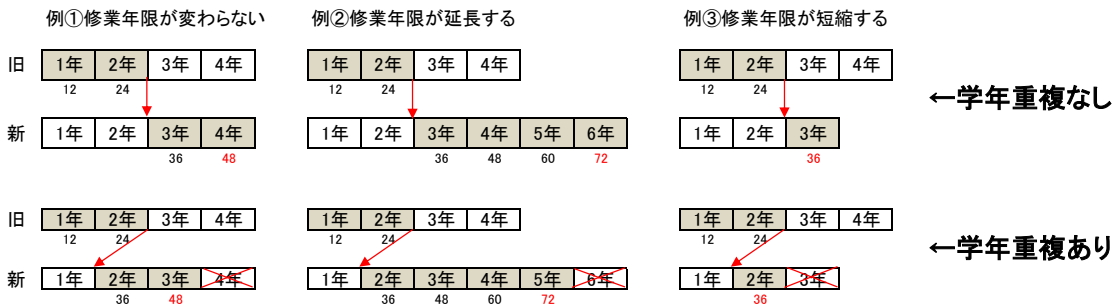 例①修業年限が変わらない 例②修業年限が延長する 例③修業年限が短縮する
旧 1年 2年 3年 4年 1年 2年 3年 4年 1年 2年 3年 4年
12 24 12 24 12 24
←学年重複なし
新 1年 2年 3年 4年 1年 2年 3年 4年 5年 6年 1年 2年 3年
36 48 36 48 60 72 36
旧 1年 2年 3年 4年 1年 2年 3年 4年 1年 2年 3年 4年
12 24 12 24 12 24
←学年重複あり
新 1年 2年 3年 4年 1年 2年 3年 4年 5年 6年 1年 2年 3年
36 48 36 48 60 72 36